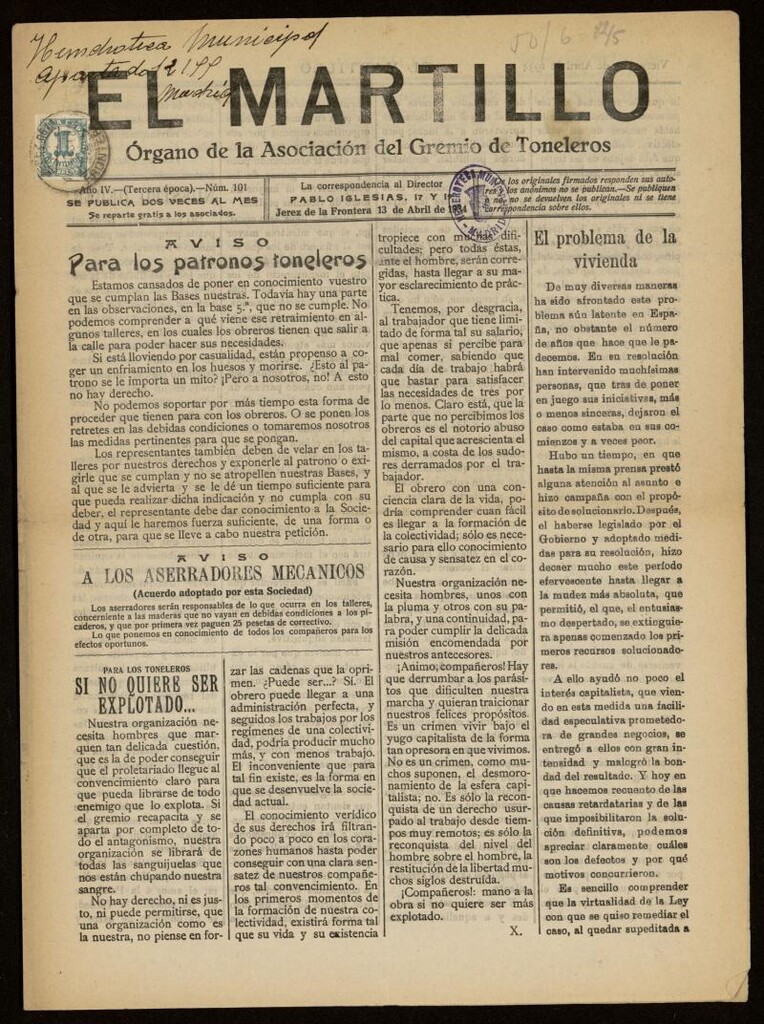 Hemeroteca Municipal
Apartado 12199
Madrid
50/6
EL MARTILLO
Órgano de la Asociación del Gremio de Toneleros
Año IV.—(Tercera época).—Núm. 101
SE PUBLICA DOS VECES AL MES
Se reparte gratis a los asociados.
La correspondencia al Director
PABLO IGLESIAS, 17 Y
Jerez de la Frontera 13 de Abril de 1934
los originales firmados responden sus auto-
res los anónimos no se publican.—Se publiquen
o no, no se devuelven los originales ni se tiene
correspondencia sobre ellos.
HEMEROTECA MUNICIPAL
MADRID
AVISO
Para los patronos toneleros
Estamos cansados de poner en conocimiento vuestro
que se cumplan las Bases nuestras. Todavía hay una parte
en las observaciones, en la base 5.ª, que no se cumple. No
podemos comprender a qué viene ese retraimiento en al-
gunos talleres, en los cuales los obreros tienen que salir a
la calle para poder hacer sus necesidades.
Si está lloviendo por casualidad, están propenso a co-
ger un enfriamiento en los huesos y morirse. ¿Esto al pa-
trono se le importa un mito? ¡Pero a nosotros, no! A esto
no hay derecho.
No podemos soportar por más tiempo esta forma de
proceder que tienen para con los obreros. O se ponen los
retretes en las debidas condiciones o tomaremos nosotros
las medidas pertinentes para que se pongan.
Los representantes también deben de velar en los ta-
lleres por nuestros derechos y exponerle al patrono o exi-
girle que se cumplan y no se atropellen nuestras Bases, y
al que se le advierta y se le dé un tiempo suficiente para
que pueda realizar dicha indicación y no cumpla con su
deber, el representante debe dar conocimiento a la Socie-
dad y aquí le haremos fuerza suficiente, de una forma o
de otra, para que se lleve a cabo nuestra petición.
AVISO
A LOS ASERRADORES MECANICOS
(Acuerdo adoptado por esta Sociedad)
Los aserradores serán responsables de lo que ocurra en los talleres,
concerniente a las maderas que no vayan en debidas condiciones a los pi-
caderos, y que por primera vez paguen 25 pesetas de correctivo.
Lo que ponemos en conocimiento de todos los compañeros para los
efectos oportunos.
PARA LOS TONELEROS
SI NO QUIERE SER
EXPLOTADO...
Nuestra organización ne-
cesita hombres que mar-
quen tan delicada cuestión,
que es la de poder conseguir
que el proletariado llegue al
convencimiento claro para
que pueda librarse de todo
enemigo que lo explota. Si
el gremio recapacita y se
aparta por completo de to-
do el antagonismo, nuestra
organización se librará de
todas las sanguijuelas que
nos están chupando nuestra
sangre.
No hay derecho, ni es jus-
to, ni puede permitirse, que
una organización como es
la nuestra, no piense en for-
zar las cadenas que la opri-
men. ¿Puede ser...? Sí. El
obrero puede llegar a una
administración perfecta, y
seguidos los trabajos por los
regímenes de una colectivi-
dad, podría producir mucho
más, y con menos trabajo.
El inconveniente que para
tal fin existe, es la forma en
que se desenvuelve la socie-
dad actual.
El conocimiento verídico
de sus derechos irá filtran-
do poco a poco en los cora-
zones humanos hasta poder
conseguir con una clara sen-
satez de nuestros compañe-
ros tal convencimiento. En
los primeros momentos de
la formación de nuestra co-
lectividad, existirá forma tal
que su vida y su existencia
tropiece con muchas difi-
cultades; pero todas éstas,
ante el hombre, serán corre-
gidas, hasta llegar a su ma-
yor esclarecimiento de prác-
tica.
Tenemos, por desgracia,
al trabajador que tiene limi-
tado de forma tal su salario,
que apenas si percibe para
mal comer, sabiendo que
cada día de trabajo habrá
que bastar para satisfacer
las necesidades de tres por
lo menos. Claro está, que la
parte que no percibimos los
obreros es el notorio abuso
del capital que acrescienta el
mismo, a costa de los sudo-
res derramados por el tra-
bajador.
El obrero con una con-
ciencia clara de la vida, po-
dría comprender cuan fácil
es llegar a la formación de
la colectividad; sólo es nece-
sario para ello conocimiento
de causa y sensatez en el co-
razón.
Nuestra organización ne-
cesita hombres, unos con
la pluma y otros con su pa-
labra, y una continuidad, pa-
ra poder cumplir la delicada
misión encomendada por
nuestros antecesores.
¡Animo, compañeros! Hay
que derrumbar a los parási-
tos que dificulten nuestra
marcha y quieran traicionar
nuestros felices propósitos.
Es un crimen vivir bajo el
yugo capitalista de la forma
tan opresora en que vivimos.
No es un crimen, como mu-
chos suponen, el desmoro-
namiento de la esfera capi-
talista; no. Es sólo la recon-
quista de un derecho usur-
pado al trabajo desde tiem-
pos muy remotos; es sólo la
reconquista del nivel del
hombre sobre el hombre, la
restitución de la libertad mu-
chos siglos destruída.
¡Compañeros!: mano a la
obra si no quiere ser más
explotado.
X.
El problema de la
vivienda
De muy diversas maneras
ha sido afrontado este pro-
blema aún latente en Espa-
ña, no obstante el número
de años que hace que le pa-
decemos. En su resolución
han intervenido muchísimas
personas, que tras de poner
en juego sus iniciativas, más
o menos sinceras, dejaron el
caso como estaba en sus co-
mienzos y a veces peor.
Hubo un tiempo, en que
hasta la misma prensa prestó
alguna atención al asunto e
hizo campaña con el propó-
sito de solucionarlo. Después,
el haberse legislado por el
Gobierno y adoptado medi-
das para su resolución, hizo
decaer mucho este período
efervescente hasta llegar a
la mudez más absoluta, que
permitió, el que, el entusias-
mo despertado, se extinguie-
ra apenas comenzado los pri-
meros recursos solucionado-
res.
A ello ayudó no poco el
interés capitalista, que vien-
do en esta medida una facili-
dad especulativa prometedo-
ra de grandes negocios, se
entregó a ellos con gran in-
tensidad y malogró la bon-
dad del resultado. Y hoy en
que hacemos recuento de las
causas retardatarias y de las
que imposibilitaron la solu-
ción definitiva, podemos
apreciar claramente cuáles
son los defectos y por qué
motivos concurrieron.
Es sencillo comprender
que la virtualidad de la Ley
con que se quiso remediar el
caso, al quedar supeditada a